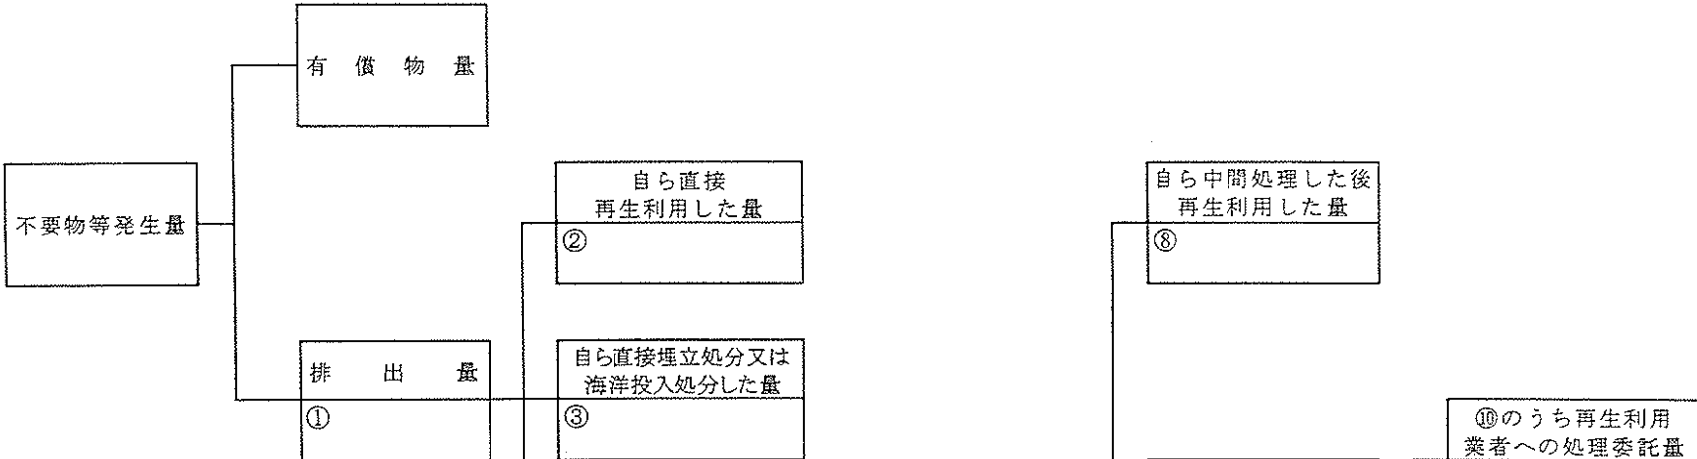 有償物量
不要物等発生量
自ら直接
再生利用した量
②
自ら中間処理した後
再生利用した量
⑧
排出量
①
自ら直接埋立処分又は
海洋投入処分した量
③
⑩のうち再生利用
業者への処理委託量